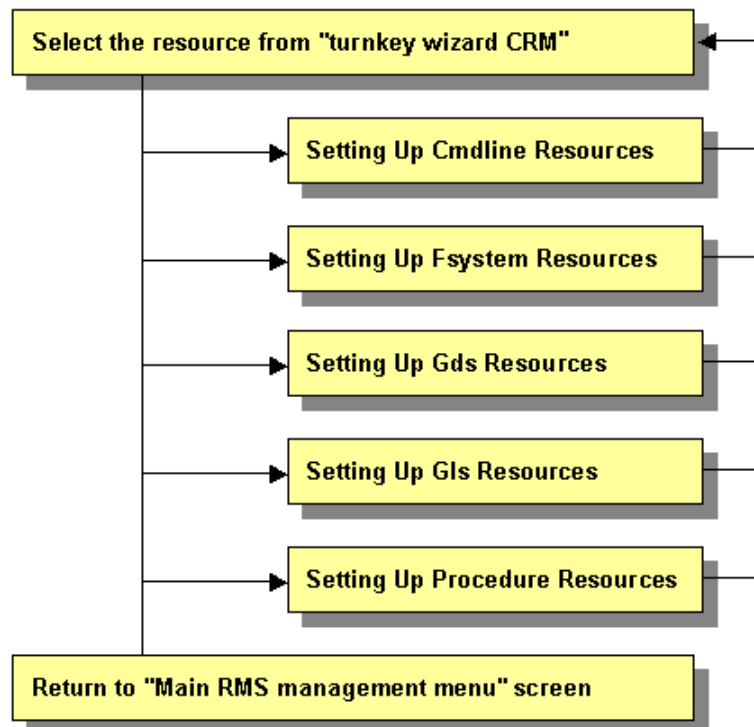 Select the resource from "turnkey wizard CRM"
Setting Up Cmdline Resources
Setting Up Fsystem Resources
Setting Up Gds Resources
Setting Up Gls Resources
Setting Up Procedure Resources
Return to "Main RMS management menu" screen